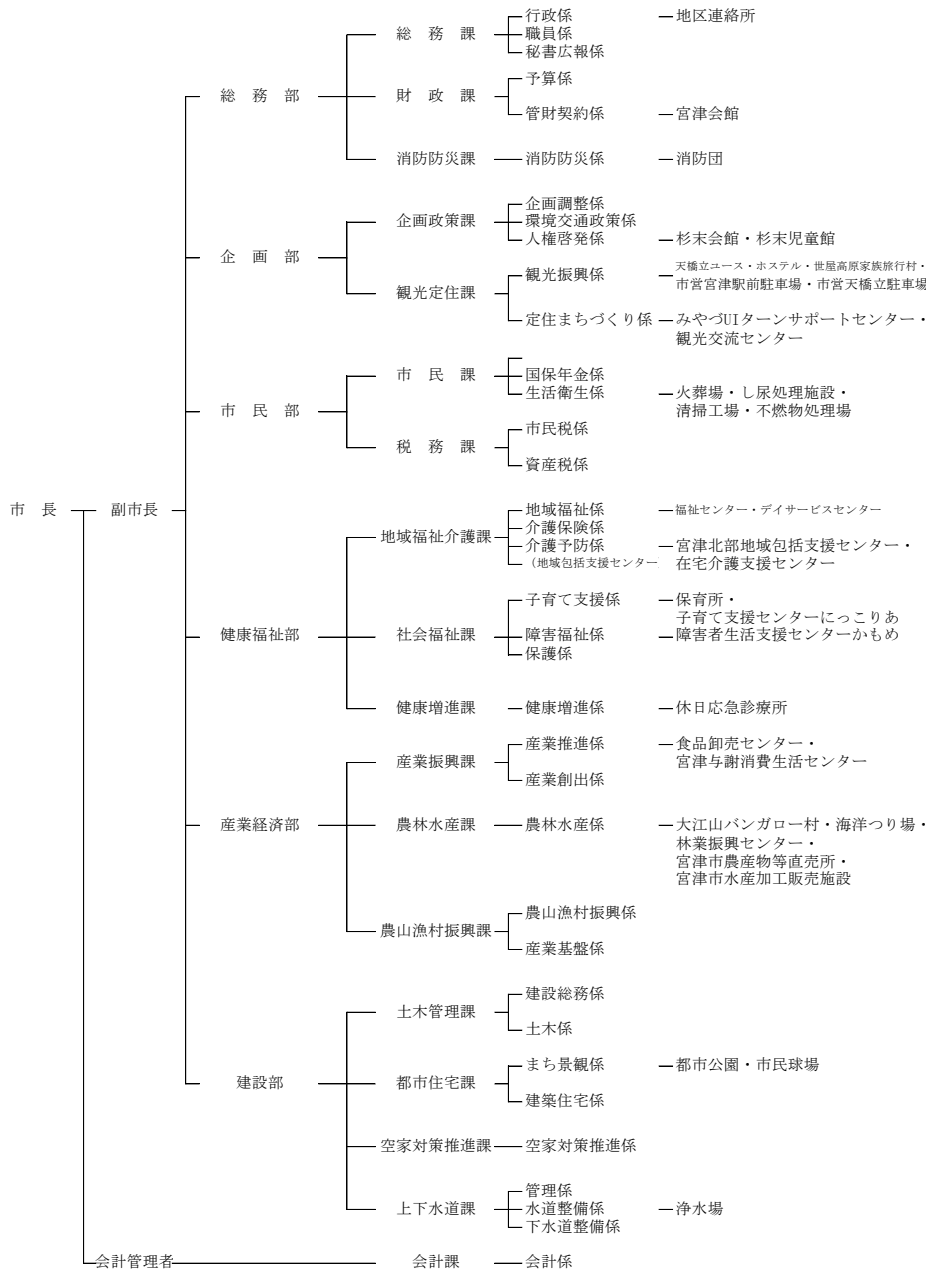 総　務　部
総　務　課
行政係
地区連絡所
職員係
秘書広報係
財　政　課
予算係
管財契約係
宮津会館
消防防災課
消防防災係
消防団
企　画　部
企画政策課
企画調整係
環境交通政策係
人権啓発係
杉末会館・杉末児童館
観光定住課
観光振興係
天橋立ユース・ホステル・世屋高原家族旅行村・
市営宮津駅前駐車場・市営天橋立駐車場
定住まちづくり係
みやづUIターンサポートセンター・
観光交流センター
市　民　部
市　民　課
国保年金係
生活衛生係
火葬場・し尿処理施設・
清掃工場・不燃物処理場
税　務　課
市民税係
資産税係
市　長
副市長
健康福祉部
地域福祉介護課
地域福祉係
福祉センター・デイサービスセンター
介護保険係
介護予防係
（地域包括支援センター
宮津北部地域包括支援センター・
在宅介護支援センター
社会福祉課
子育て支援係
保育所・
子育て支援センターにっこりあ
障害福祉係
障害者生活支援センターかもめ
保護係
健康増進課
健康増進係
休日応急診療所
産業経済部
産業振興課
産業推進係
食品卸売センター・
宮津与謝消費生活センター
産業創出係
農林水産課
農林水産係
大江山バンガロー村・海洋つり場・
林業振興センター・
宮津市農産物等直売所・
宮津市水産加工販売施設
農山漁村振興課
農山漁村振興係
産業基盤係
建設部
土木管理課
建設総務係
土木係
都市住宅課
まち景観係
都市公園・市民球場
建築住宅係
空家対策推進課
空家対策推進係
上下水道課
管理係
水道整備係
浄水場
下水道整備係
会計管理者
会計課
会計係